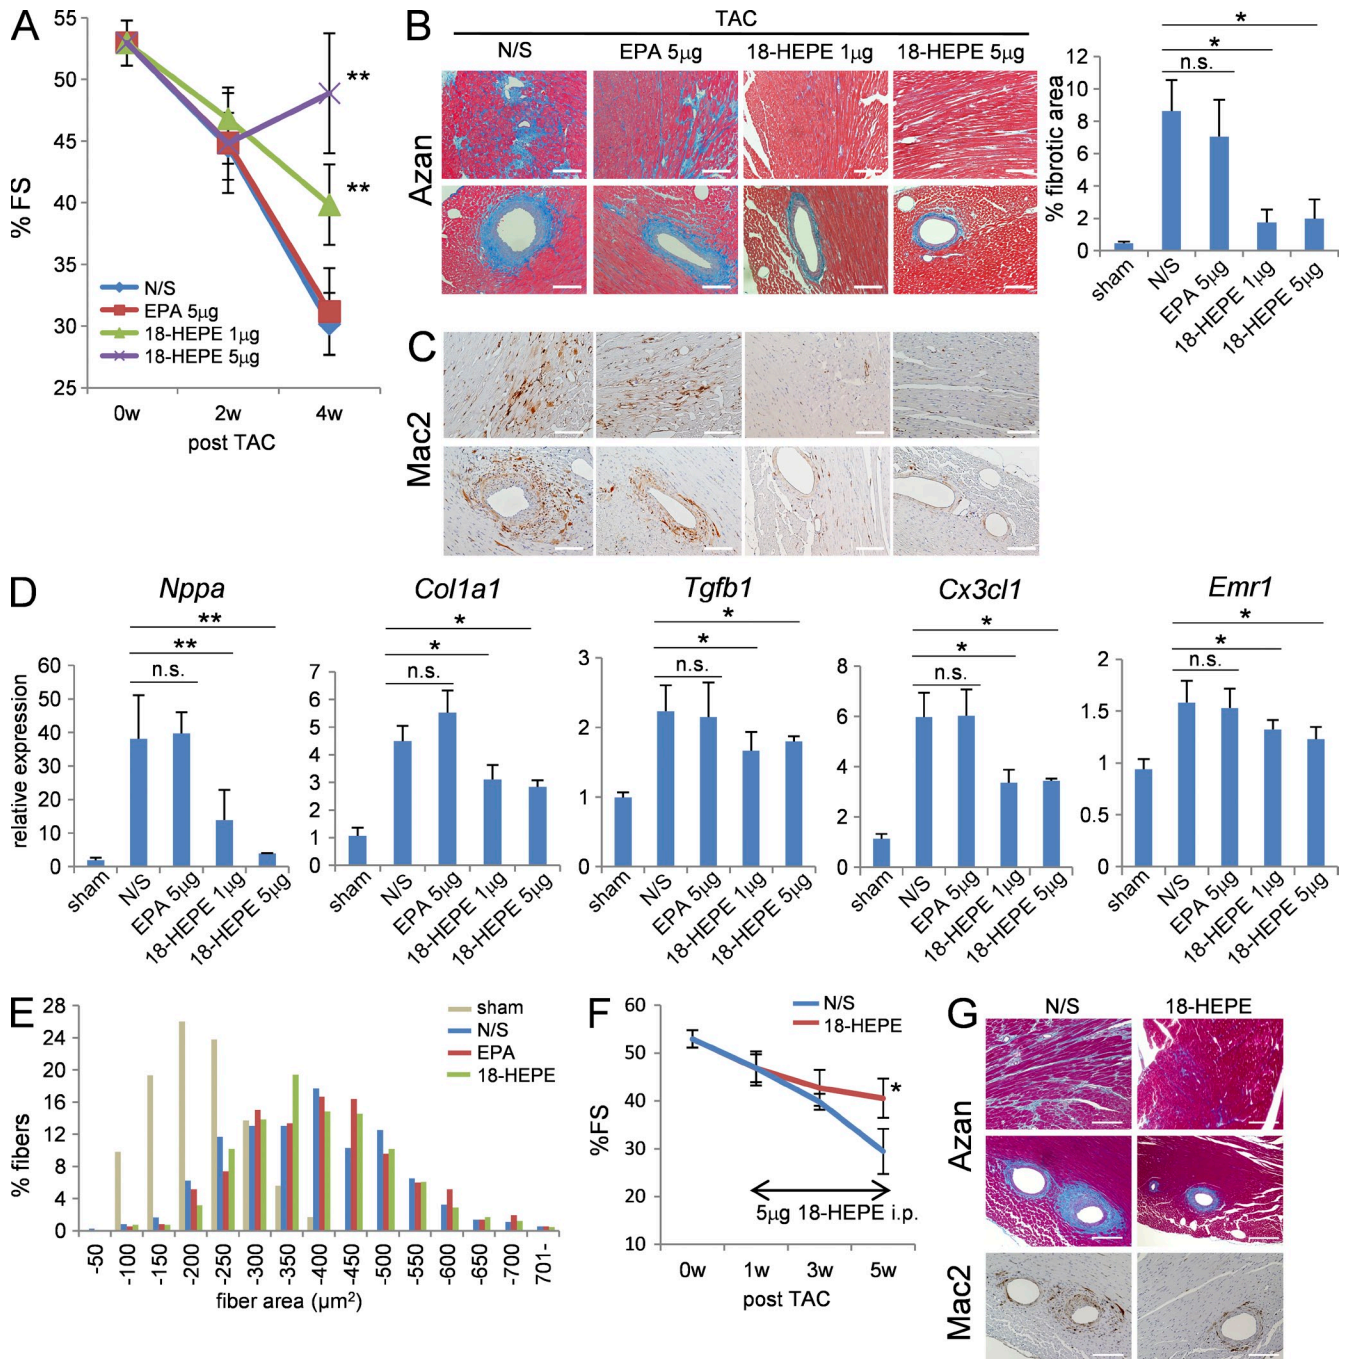 A
% FS
55
50
45
40
35
30
25
0w 2w 4w
post TAC
N/S
EPA 5µg
18-HEPE 1µg
18-HEPE 5µg
**
**
B
TAC
N/S EPA 5µg 18-HEPE 1µg 18-HEPE 5µg
Azan
% fibrotic area
12
10
8
6
4
2
0
*
*
n.s.
sham N/S EPA 5µg 18-HEPE 1µg 18-HEPE 5µg
C
Mac2
D
relative expression
Nppa
**
**
n.s.
60
50
40
30
20
10
0
sham N/S EPA 5µg 18-HEPE 1µg 18-HEPE 5µg
Col1a1
*
*
n.s.
7
6
5
4
3
2
1
0
sham N/S EPA 5µg 18-HEPE 1µg 18-HEPE 5µg
Tgfb1
*
*
n.s.
3
2
1
0
sham N/S EPA 5µg 18-HEPE 1µg 18-HEPE 5µg
Cx3cl1
*
*
n.s.
8
6
4
2
0
sham N/S EPA 5µg 18-HEPE 1µg 18-HEPE 5µg
Emr1
*
*
n.s.
2
1.5
1
0.5
0
sham N/S EPA 5µg 18-HEPE 1µg 18-HEPE 5µg
E
% fibers
28
24
20
16
12
8
4
0
sham
N/S
EPA
18-HEPE
-50 -100 -150 -200 -250 -300 -350 -400 -450 -500 -550 -600 -650 -700 701-
fiber area (µm²)
F
%FS
60
50
40
30
20
10
N/S
18-HEPE
*
5µg 18-HEPE i.p.
0w 1w 3w 5w
post TAC
G
N/S 18-HEPE
Azan
Mac2